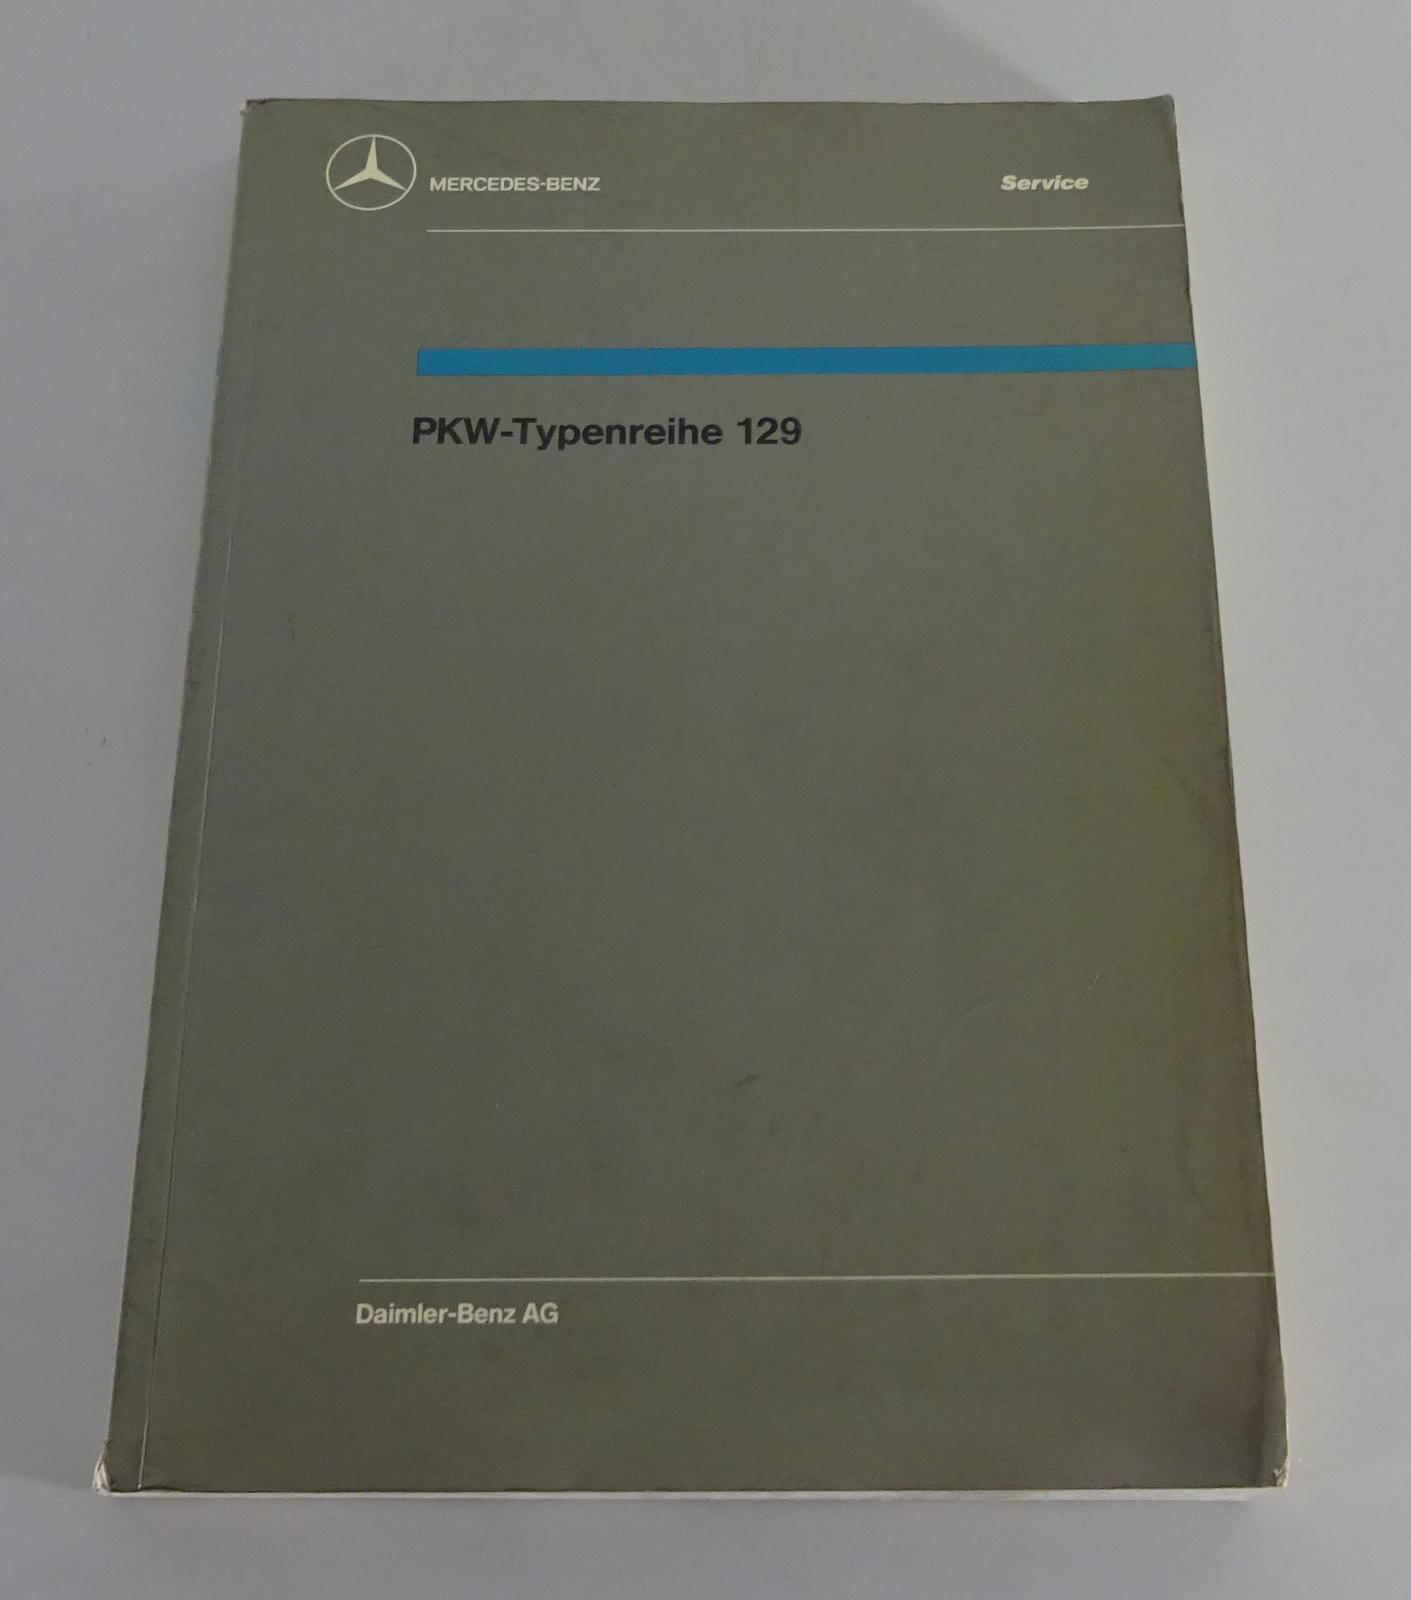 MERCEDES-BENZ
Service
PKW-Typenreihe 129
Daimler-Benz AG